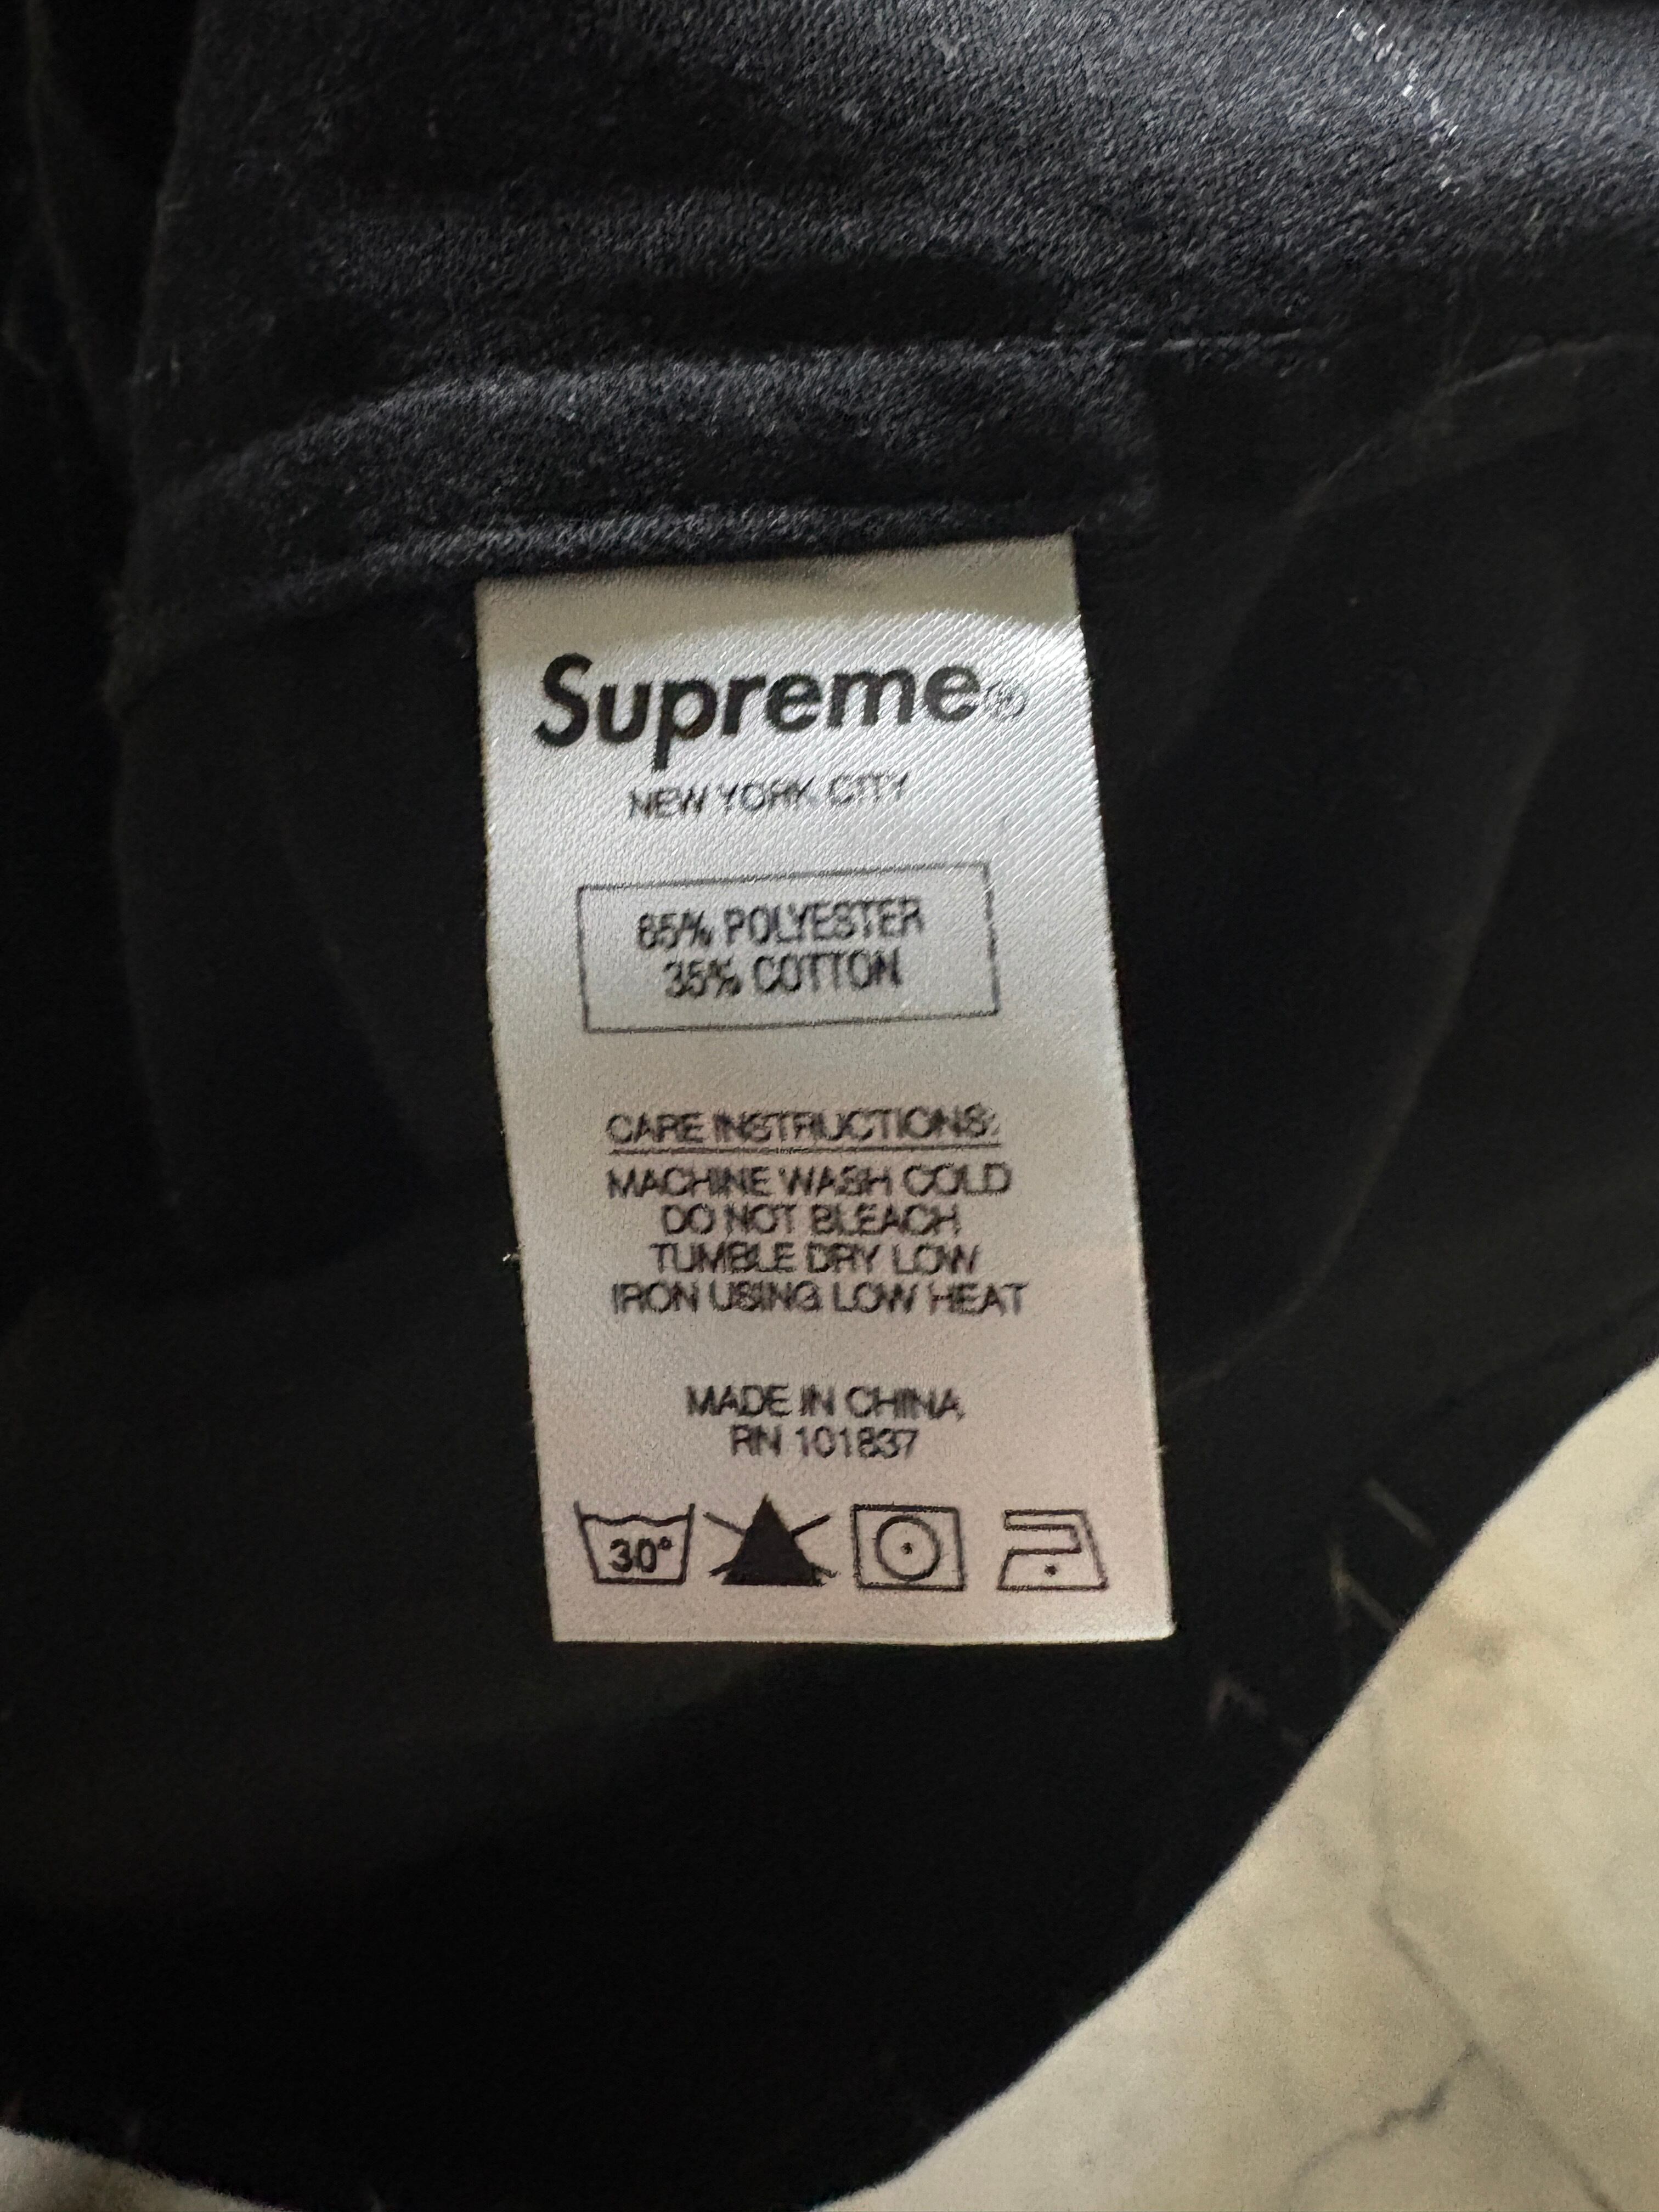 Supreme®
NEW YORK CITY
65% POLYESTER
35% COTTON
CARE INSTRUCTIONS:
MACHINE WASH COLD
DO NOT BLEACH
TUMBLE DRY LOW
IRON USING LOW HEAT
MADE IN CHINA
RN 101837
30°